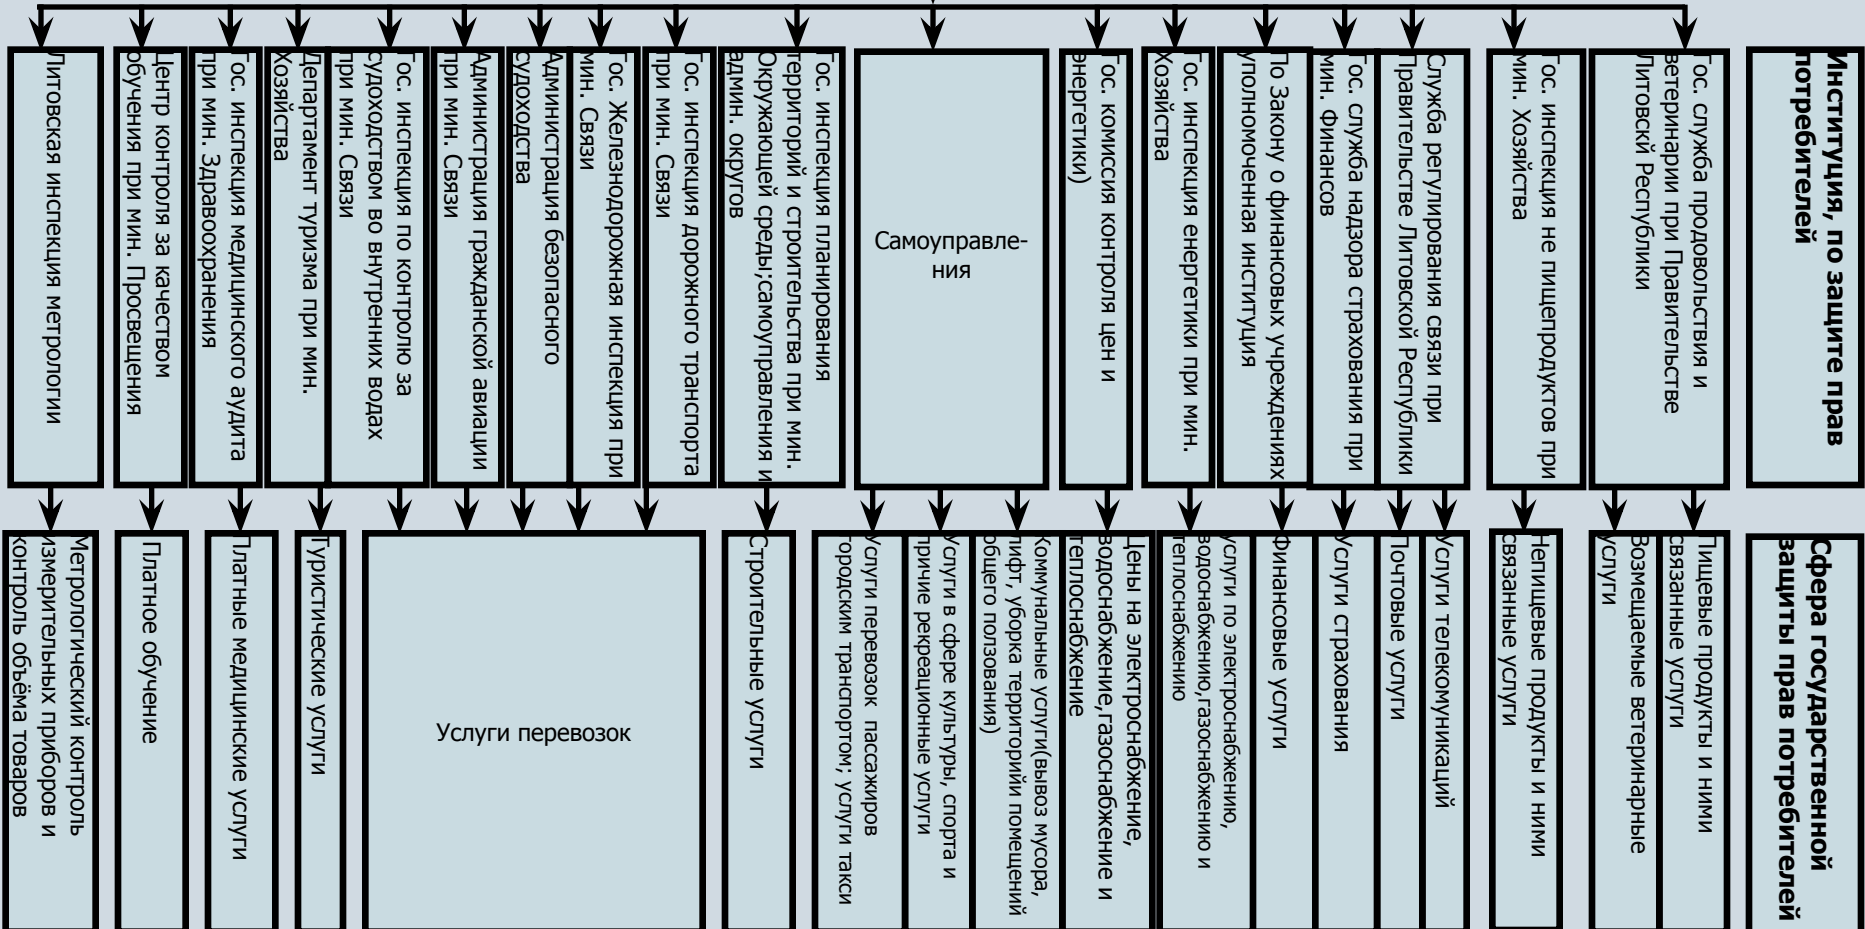 Институция, по защите прав
потребителей
Сфера государственной
защиты прав потребителей
Гос. служба продовольствия и
ветеринарии при Правительстве
Литовскй Республики
Пищевые продукты и ними
связанные услуги
Возмещаемые ветеринарные
услуги
Гос. инспекция не пищепродуктов при
мин. Хозяйства
Непищевые продукты и ними
связанные услуги
Служба регулирования связи при
Правительстве Литовской Республики
Услуги телекомуникаций
Почтовые услуги
Гос. служба надзора страхования при
мин. Финансов
Услуги страхования
По Закону о финансовых учреждениях
уполномоченная институция
Финансовые услуги
Гос. инспекция енергетики при мин.
Хозяйства
услуги по электроснабжению,
водоснабжению,газоснабжению и
теплоснабжению
Гос. комиссия контроля цен и
энергетики)
Цены на электроснабжение,
водоснабжение,газоснабжение и
теплоснабжение
Самоуправле-
ния
Коммунальные услуги(вывоз мусора,
лифт, уборка территорий и помещений
общего ползования)
Услуги в сфере культуры, спорта и
причие рекреационные услуги
Услуги перевозок пассажиров
городским транспортом; услуги такси
Гос. инспекция планирования
территорий и строительства при мин.
Окружающей среды;самоуправления и
админ. округов
Строительные услуги
Гос. инспекция дорожного транспорта
при мин. Связи
Гос. Железнодорожная инспекция при
мин. Связи
Администрация безопасного
судоходства
Администрация гражданской авиации
при мин. Связи
Гос. инспекция по контролю за
судоходством во внутренних водах
при мин. Связи
Услуги перевозок
Департамент туризма при мин.
Хозяйства
Туристические услуги
Гос. инспекция медицинского аудита
при мин. Здравоохранения
Платные медицинские услуги
Центр контроля за качеством
обучения при мин. Просвещения
Платное обучение
Литовская инспекция метрологии
Метрологический контроль
измерительных приборов и
контроль объёма товаров